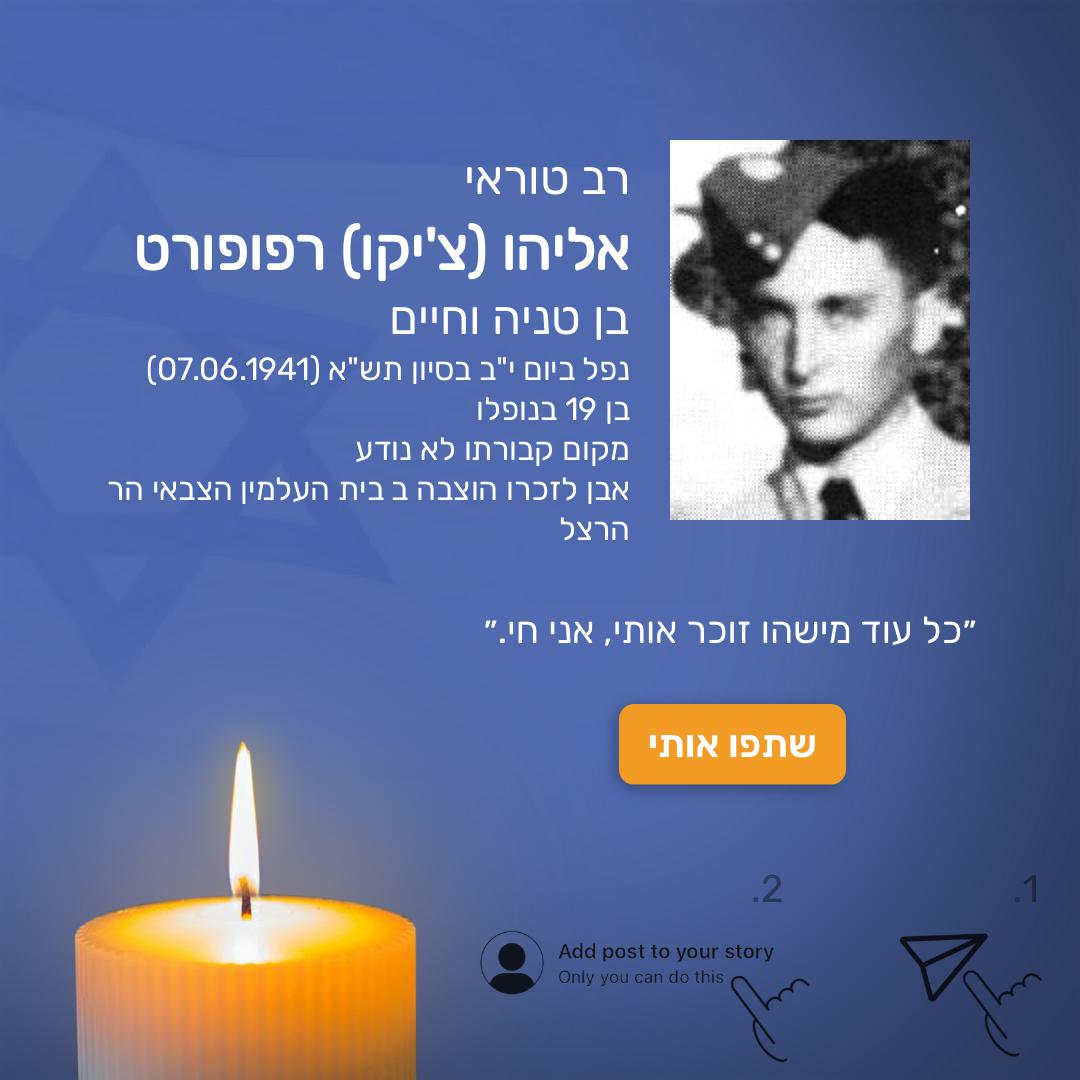 רב טוראי
אליהו (צ'יקו) רפופורט
בן טניה וחיים
נפל ביום י"ב בסיון תש"א (07.06.1941)
בן 19 בנופלו
מקום קבורתו לא נודע
אבן לזכרו הוצבה ב בית העלמין הצבאי הר
הרצל
״כל עוד מישהו זוכר אותי, אני חי.״
שתפו אותי
.1
.2
Add post to your story
Only you can do this